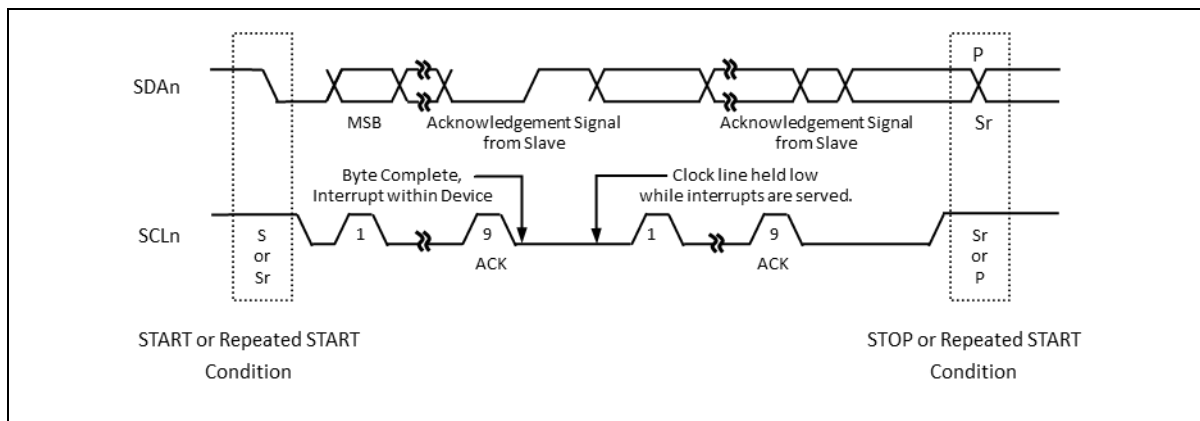 P
SDAn
MSB
Acknowledgement Signal
from Slave
Acknowledgement Signal
from Slave
Sr
Byte Complete,
Interrupt within Device
Clock line held low
while interrupts are served.
SCLn
S
or
Sr
1
9
ACK
1
9
ACK
Sr
or
P
START or Repeated START
Condition
STOP or Repeated START
Condition